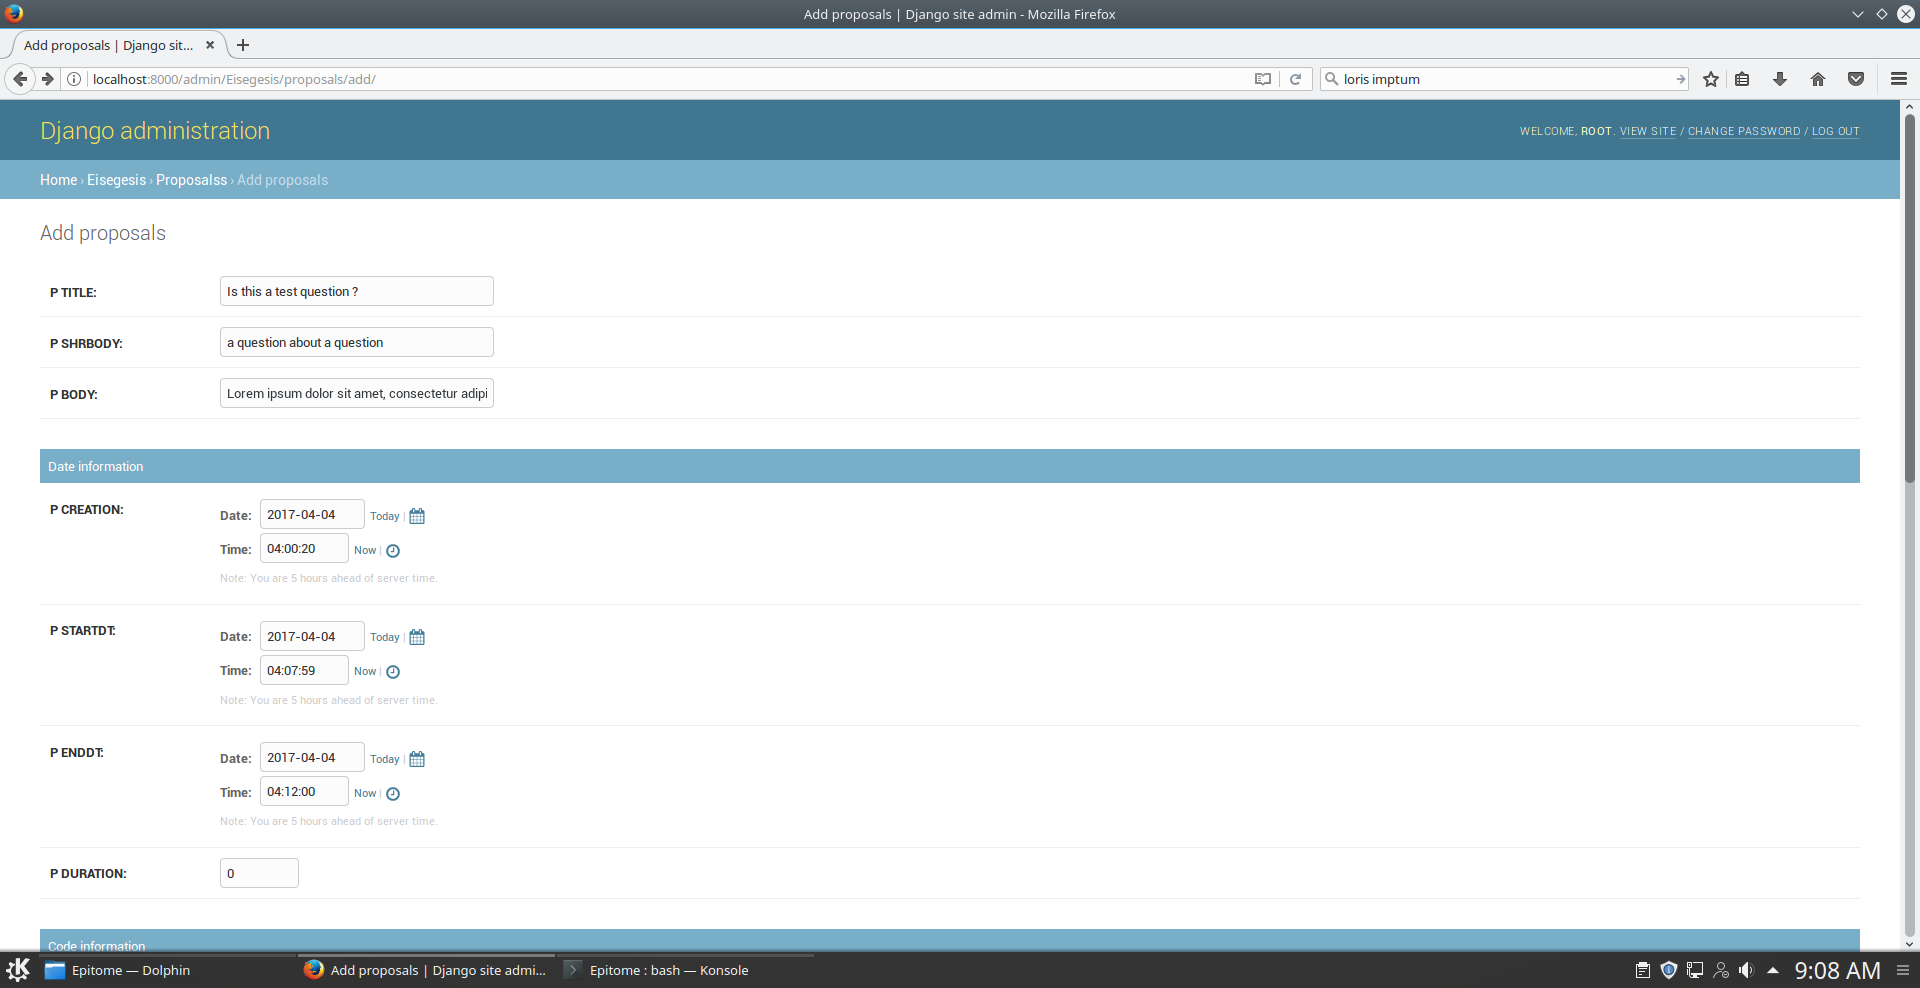 Add proposals | Django site admin - Mozilla Firefox
Add proposals | Django sit...
localhost:8000/admin/Eisegesis/proposals/add/
loris imptum
Django administration
WELCOME, ROOT. VIEW SITE / CHANGE PASSWORD / LOG OUT
Home › Eisegesis › Proposalss › Add proposals
Add proposals
P TITLE: Is this a test question ?
P SHRBODY: a question about a question
P BODY: Lorem ipsum dolor sit amet, consectetur adipi
Date information
P CREATION: Date: 2017-04-04 Today |
Time: 04:00:20 Now |
Note: You are 5 hours ahead of server time.
P STARTDT: Date: 2017-04-04 Today |
Time: 04:07:59 Now |
Note: You are 5 hours ahead of server time.
P ENDDT: Date: 2017-04-04 Today |
Time: 04:12:00 Now |
Note: You are 5 hours ahead of server time.
P DURATION: 0
Code information
Epitome — Dolphin
Add proposals | Django site admi...
Epitome : bash — Konsole
9:08 AM